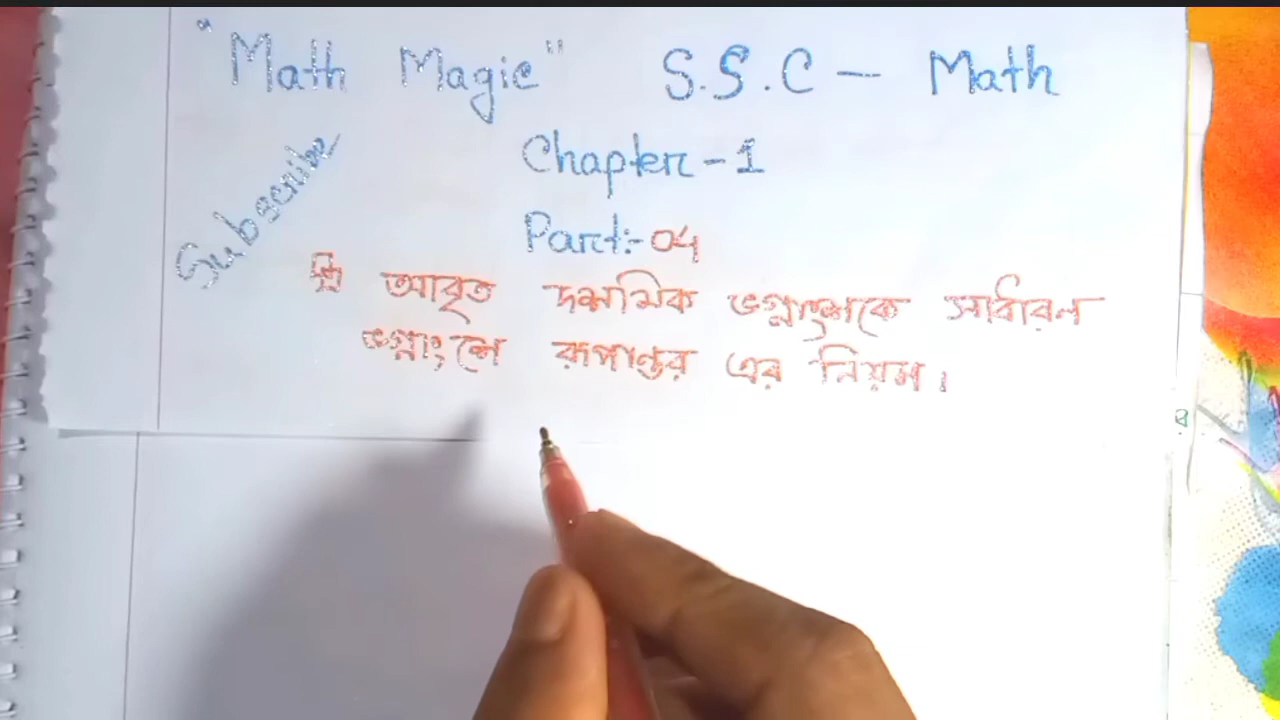 "Math Magic" S.S.C — Math
Subscribe
Chapter - 1
Part:- 04
আবৃত দশমিক ভগ্নাংশকে সাধারণ
ভগ্নাংশে রূপান্তর এর নিয়ম।